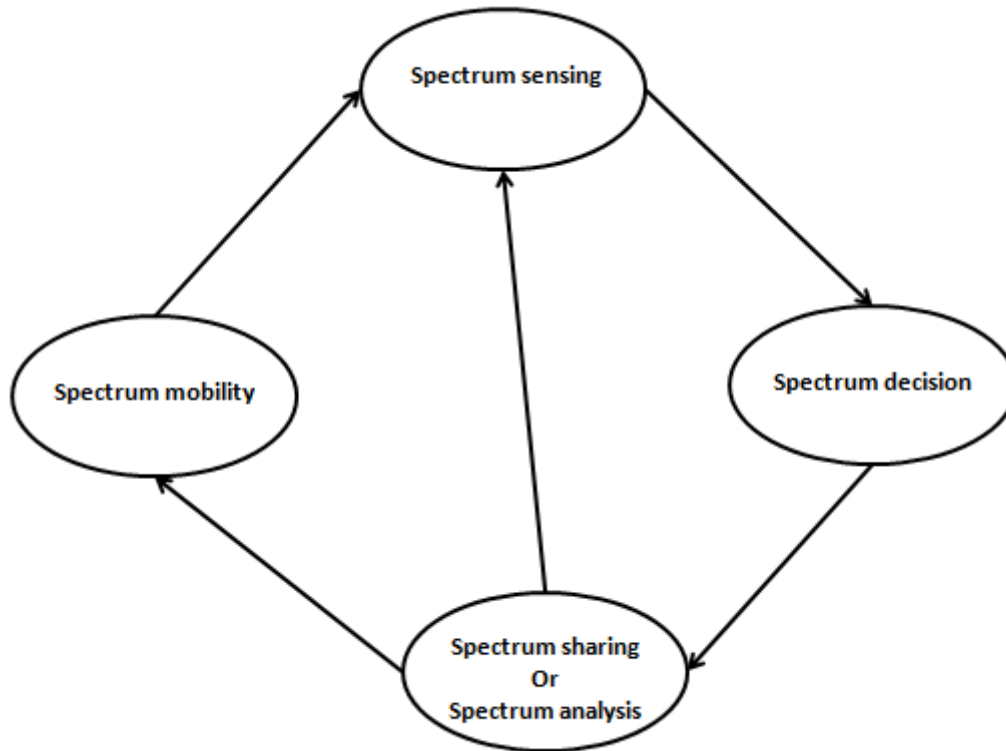 Spectrum sensing
Spectrum mobility
Spectrum decision
Spectrum sharing
Or
Spectrum analysis